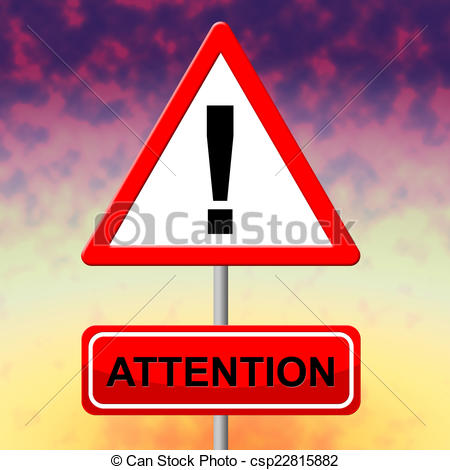 !
ATTENTION
Can Stock Photo
© Can Stock Photo - csp22815882